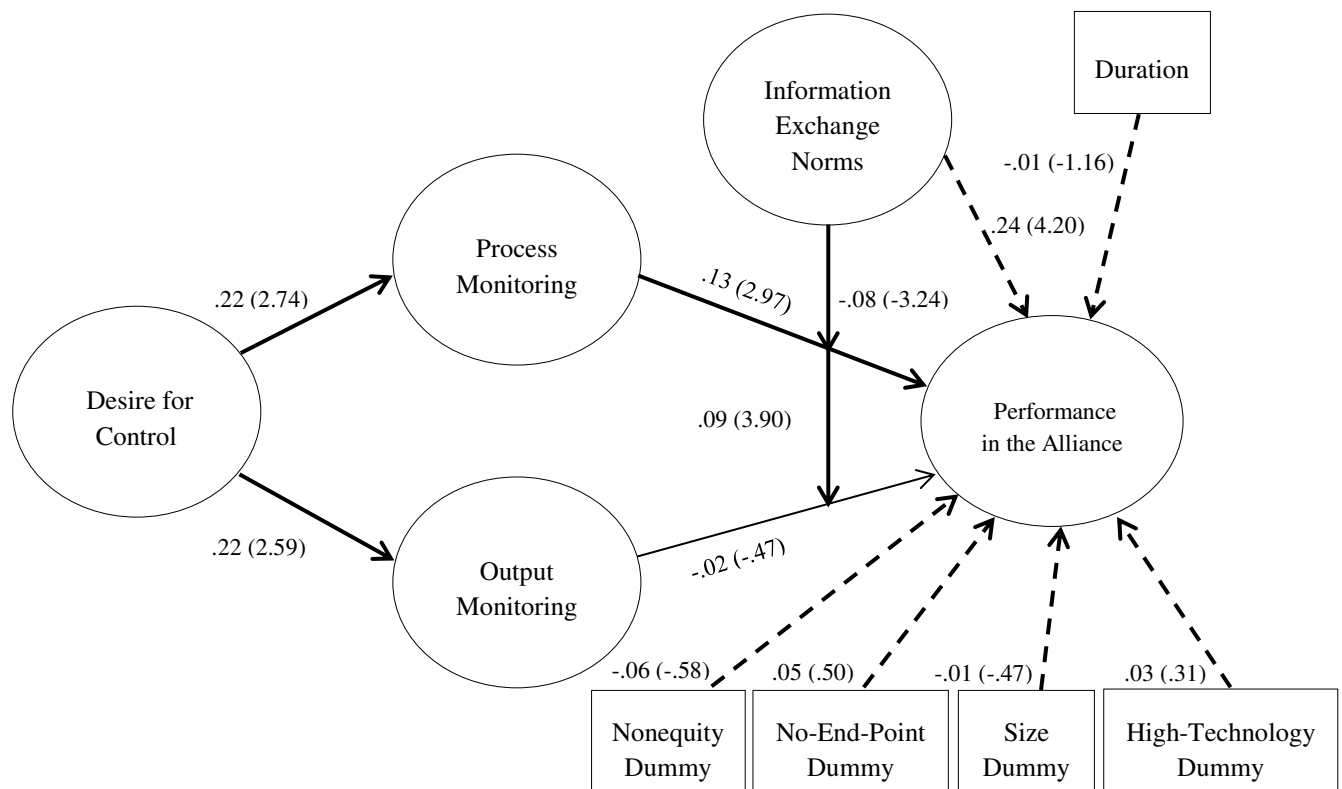 Information
Exchange
Norms
Duration
-.01 (-1.16)
.24 (4.20)
Process
Monitoring
.22 (2.74)
.13 (2.97)
-.08 (-3.24)
Desire for
Control
.09 (3.90)
Performance
in the Alliance
.22 (2.59)
Output
Monitoring
-.02 (-.47)
-.06 (-.58)
.05 (.50)
-.01 (-.47)
.03 (.31)
Nonequity
Dummy
No-End-Point
Dummy
Size
Dummy
High-Technology
Dummy